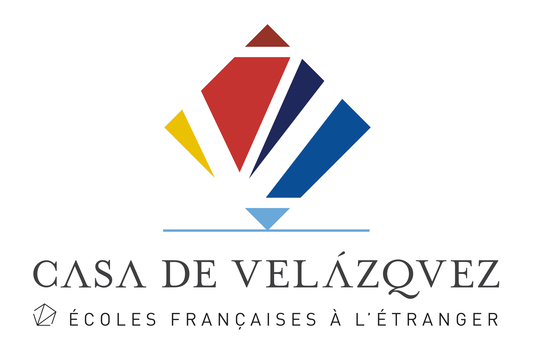 CASA DE VELÁZQVEZ
ÉCOLES FRANÇAISES À L'ÉTRANGER